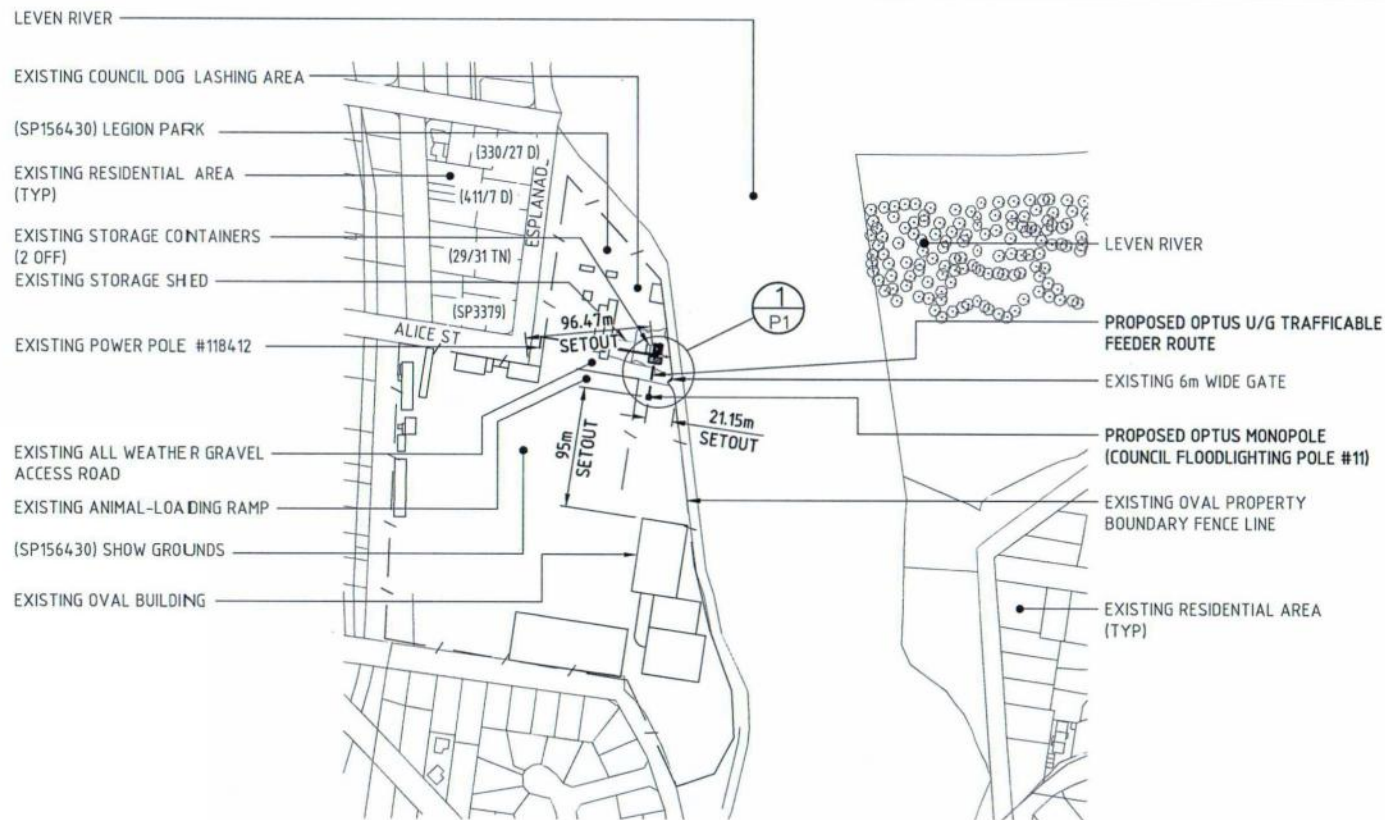 LEVEN RIVER
EXISTING COUNCIL DOG LASHING AREA
(SP156430) LEGION PARK
EXISTING RESIDENTIAL AREA
(TYP)
EXISTING STORAGE CONTAINERS
(2 OFF)
EXISTING STORAGE SHED
EXISTING POWER POLE #118412
EXISTING ALL WEATHER GRAVEL
ACCESS ROAD
EXISTING ANIMAL-LOADING RAMP
(SP156430) SHOW GROUNDS
EXISTING OVAL BUILDING
(330/27 D)
(411/7 D)
(29/31 TN)
(SP3379)
ESPLANAD_
ALICE ST
96.47m
SETOUT
95m
SETOUT
21.15m
SETOUT
1
P1
LEVEN RIVER
PROPOSED OPTUS U/G TRAFFICABLE
FEEDER ROUTE
EXISTING 6m WIDE GATE
PROPOSED OPTUS MONOPOLE
(COUNCIL FLOODLIGHTING POLE #11)
EXISTING OVAL PROPERTY
BOUNDARY FENCE LINE
EXISTING RESIDENTIAL AREA
(TYP)